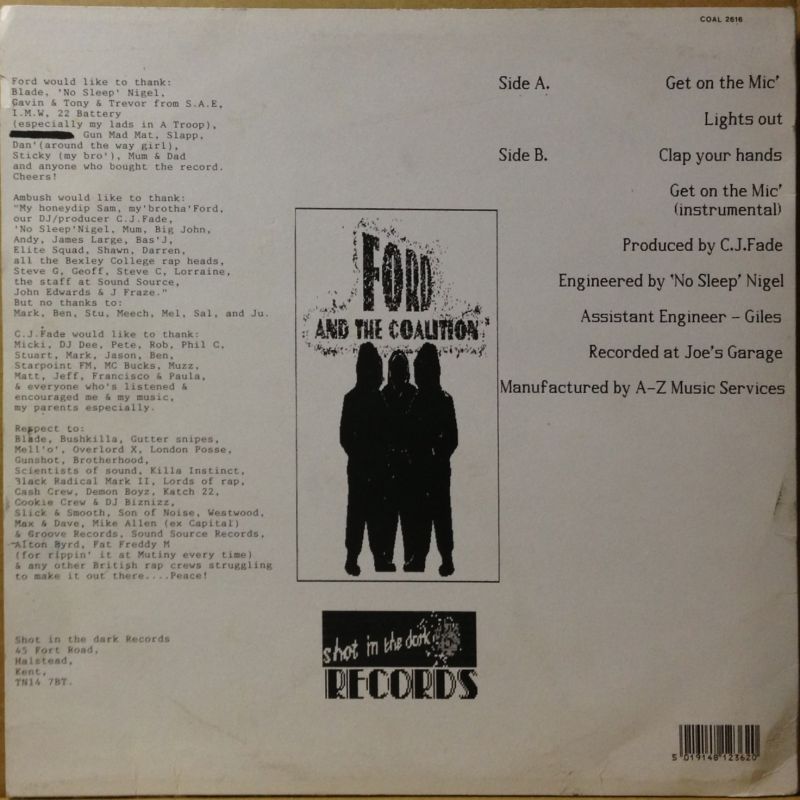 COAL 2616
Ford would like to thank:
Blade, 'No Sleep' Nigel,
Gavin & Tony & Trevor from S.A.E,
I.M.W, 22 Battery
(especially my lads in A Troop),
Gun Mad Mat, Slapp,
Dan'(around the way girl),
Sticky (my bro'), Mum & Dad
and anyone who bought the record.
Cheers!
Ambush would like to thank:
"My honeydip Sam, my'brotha'Ford,
our DJ/producer C.J.Fade,
'No Sleep'Nigel, Mum, Big John,
Andy, James Large, Bas'J,
Elite Squad, Shawn, Darren,
all the Bexley College rap heads,
Steve G, Geoff, Steve C, Lorraine,
the staff at Sound Source,
John Edwards & J Fraze."
But no thanks to:
Mark, Ben, Stu, Meech, Mel, Sal, and Ju.
C.J.Fade would like to thank:
Micki, DJ Dee, Pete, Rob, Phil C,
Stuart, Mark, Jason, Ben,
Starpoint FM, MC Bucks, Muzz,
Matt, Jeff, Francisco & Paula,
& everyone who's listened &
encouraged me & my music,
my parents especially.
Respect to:
Blade, Bushkilla, Gutter snipes,
Mell'o', Overlord X, London Posse,
Gunshot, Brotherhood,
Scientists of sound, Killa Instinct,
Black Radical Mark II, Lords of rap,
Cash Crew, Demon Boyz, Katch 22,
Cookie Crew & DJ Biznizz,
Slick & Smooth, Son of Noise, Westwood,
Max & Dave, Mike Allen (ex Capital)
& Groove Records, Sound Source Records,
Alton Byrd, Fat Freddy M
(for rippin' it at Mutiny every time)
& any other British rap crews struggling
to make it out there....Peace!
Shot in the dark Records
45 Fort Road,
Halstead,
Kent,
TN14 7BT.
FORD
AND THE COALITION
shot in the dark
RECORDS
Side A. Get on the Mic'
Lights out
Side B. Clap your hands
Get on the Mic'
(instrumental)
Produced by C.J.Fade
Engineered by 'No Sleep' Nigel
Assistant Engineer – Giles
Recorded at Joe's Garage
Manufactured by A–Z Music Services
5 019148 123620